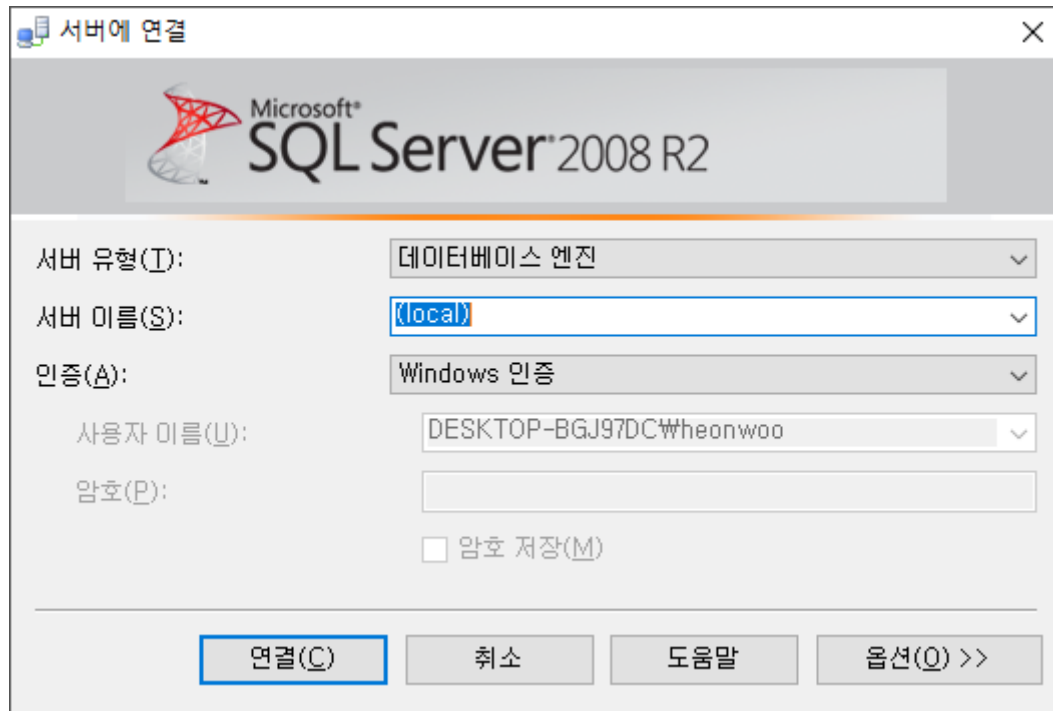 서버에 연결
Microsoft®
SQL Server® 2008 R2
서버 유형(T): 데이터베이스 엔진
서버 이름(S): (local)
인증(A): Windows 인증
사용자 이름(U): DESKTOP-BGJ97DC₩heonwoo
암호(P):
암호 저장(M)
연결(C) 취소 도움말 옵션(O) >>